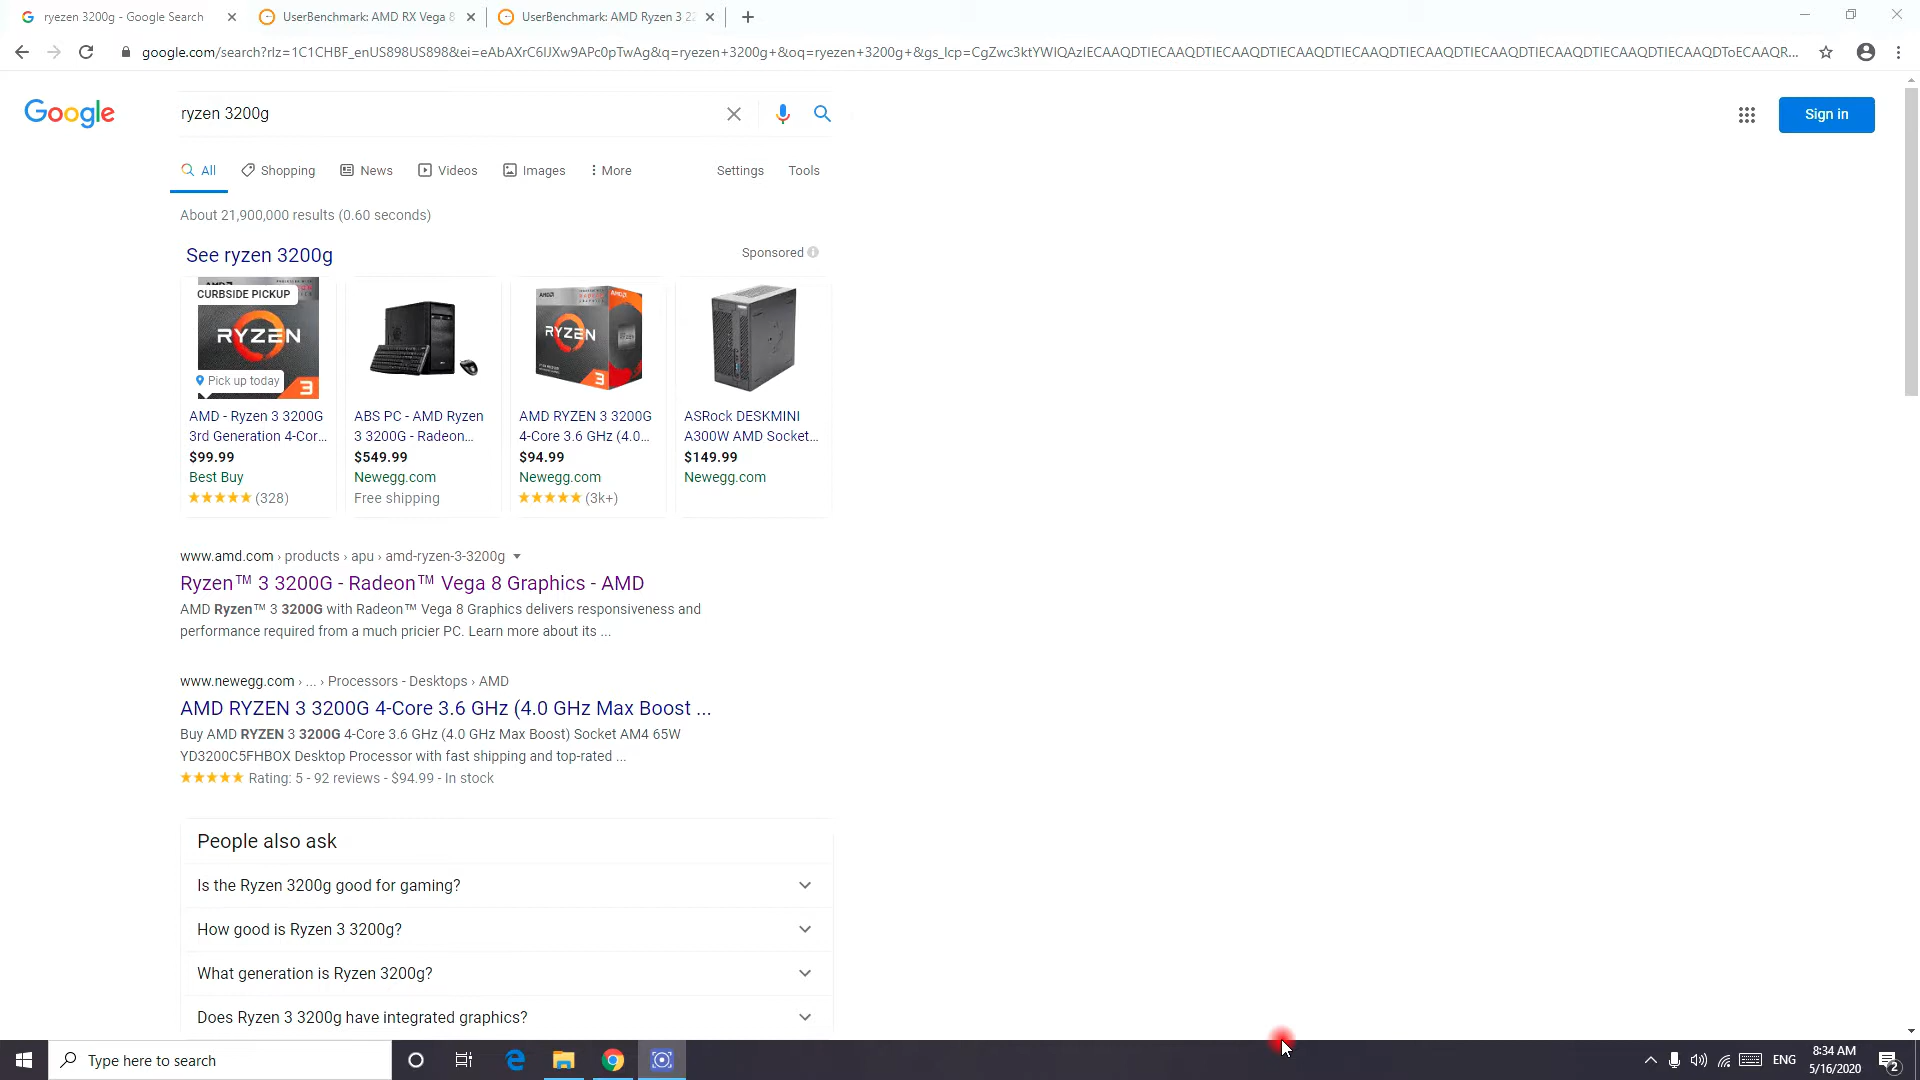 ryezen 3200g - Google Search
UserBenchmark: AMD RX Vega 8
UserBenchmark: AMD Ryzen 3 22
google.com/search?rlz=1C1CHBF_enUS898US898&ei=eAbAXrC6IJXw9APc0pTwAg&q=ryezen+3200g+&oq=ryezen+3200g+&gs_lcp=CgZwc3ktYWIQAzIECAAQDTIECAAQDTIECAAQDTIECAAQDTIECAAQDTIECAAQDTIECAAQDTIECAAQDTIECAAQDTIECAAQDToECAAQR...
Google
ryzen 3200g
Sign in
All
Shopping
News
Videos
Images
More
Settings
Tools
About 21,900,000 results (0.60 seconds)
See ryzen 3200g
Sponsored
CURBSIDE PICKUP
RYZEN
Pick up today
3
AMD - Ryzen 3 3200G
3rd Generation 4-Cor...
$99.99
Best Buy
(328)
ABS PC - AMD Ryzen
3 3200G - Radeon...
$549.99
Newegg.com
Free shipping
AMD
RYZEN
3
AMD RYZEN 3 3200G
4-Core 3.6 GHz (4.0...
$94.99
Newegg.com
(3k+)
ASRock DESKMINI
A300W AMD Socket...
$149.99
Newegg.com
www.amd.com › products › apu › amd-ryzen-3-3200g
Ryzen™ 3 3200G - Radeon™ Vega 8 Graphics - AMD
AMD Ryzen™ 3 3200G with Radeon™ Vega 8 Graphics delivers responsiveness and
performance required from a much pricier PC. Learn more about its ...
www.newegg.com › ... › Processors - Desktops › AMD
AMD RYZEN 3 3200G 4-Core 3.6 GHz (4.0 GHz Max Boost ...
Buy AMD RYZEN 3 3200G 4-Core 3.6 GHz (4.0 GHz Max Boost) Socket AM4 65W
YD3200C5FHBOX Desktop Processor with fast shipping and top-rated ...
Rating: 5 - 92 reviews - $94.99 - In stock
People also ask
Is the Ryzen 3200g good for gaming?
How good is Ryzen 3 3200g?
What generation is Ryzen 3200g?
Does Ryzen 3 3200g have integrated graphics?
Type here to search
ENG
8:34 AM
5/16/2020
2